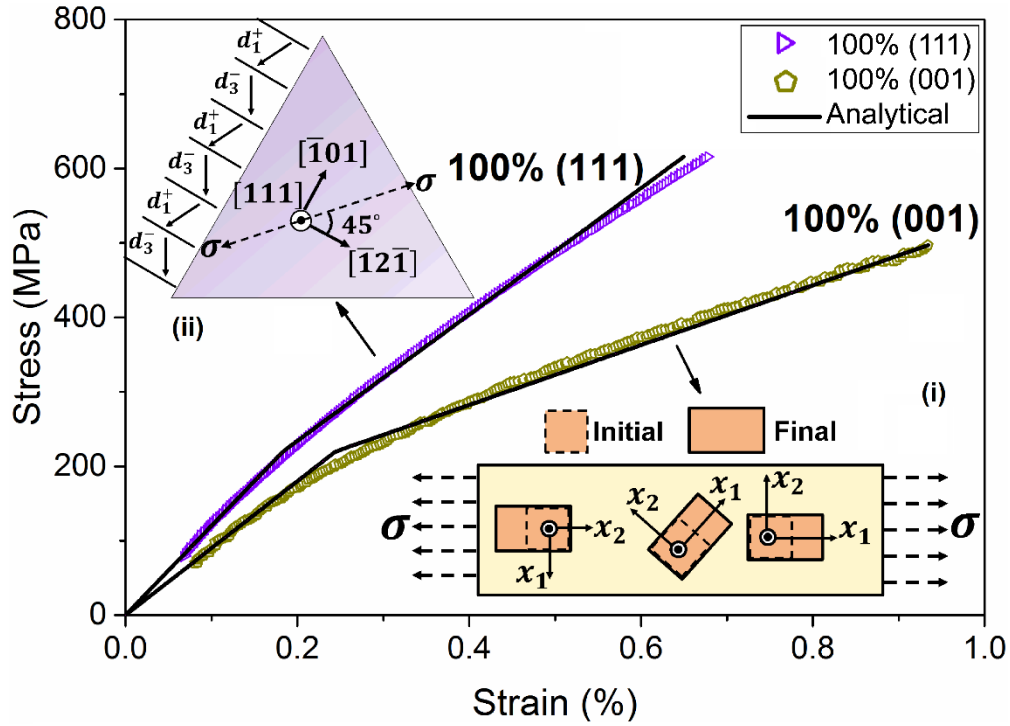 800
600
400
200
0
0.0 0.2 0.4 0.6 0.8 1.0
Stress (MPa)
Strain (%)
100% (111)
100% (001)
Analytical
d₁⁺
d₃⁻
d₁⁺
d₃⁻
d₁⁺
d₃⁻
[1̅01]
[111]
σ
45°
σ
[1̅21̅]
(ii)
100% (111)
100% (001)
(i)
Initial
Final
σ
x₂
x₁
x₂
x₁
x₂
x₁
σ